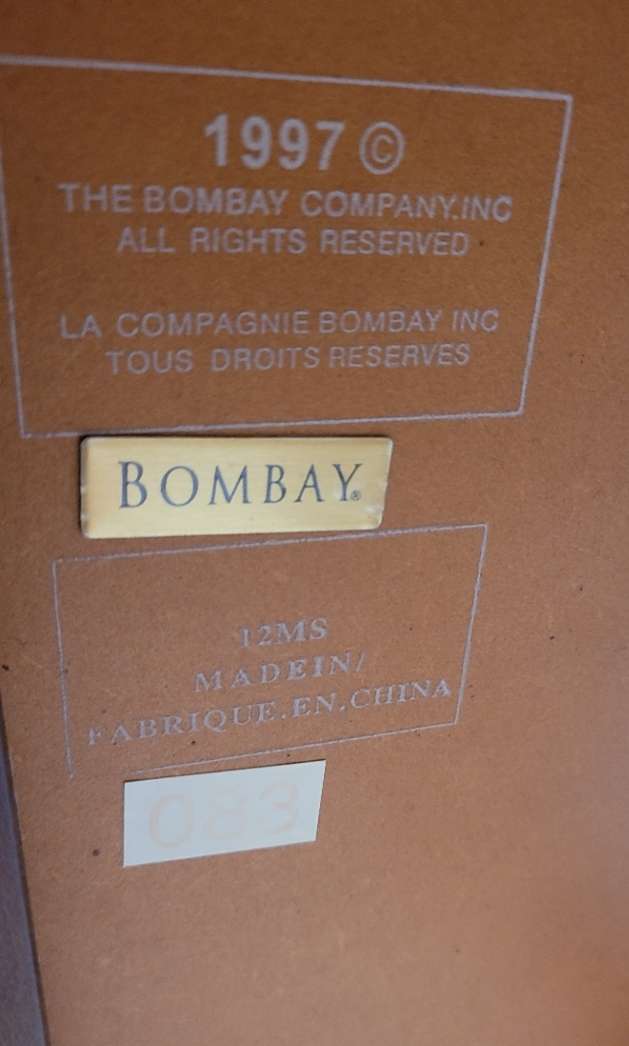 1997 ©
THE BOMBAY COMPANY.INC
ALL RIGHTS RESERVED
LA COMPAGNIE BOMBAY INC
TOUS DROITS RESERVES
BOMBAY®
12MS
MADEIN/
FABRIQUE.EN.CHINA
083